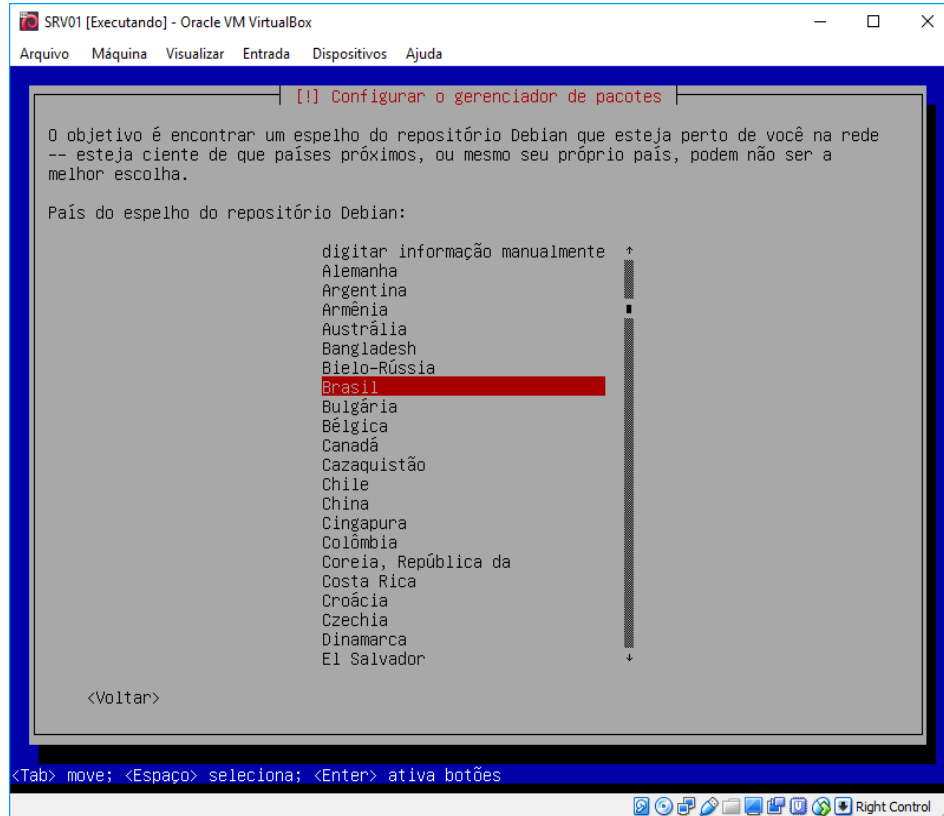 SRV01 [Executando] - Oracle VM VirtualBox
Arquivo Máquina Visualizar Entrada Dispositivos Ajuda
[!] Configurar o gerenciador de pacotes
O objetivo é encontrar um espelho do repositório Debian que esteja perto de você na rede
-- esteja ciente de que países próximos, ou mesmo seu próprio país, podem não ser a
melhor escolha.
País do espelho do repositório Debian:
digitar informação manualmente
Alemanha
Argentina
Armênia
Austrália
Bangladesh
Bielo-Rússia
Brasil
Bulgária
Bélgica
Canadá
Cazaquistão
Chile
China
Cingapura
Colômbia
Coreia, República da
Costa Rica
Croácia
Czechia
Dinamarca
El Salvador
<Voltar>
<Tab> move; <Espaço> seleciona; <Enter> ativa botões
Right Control